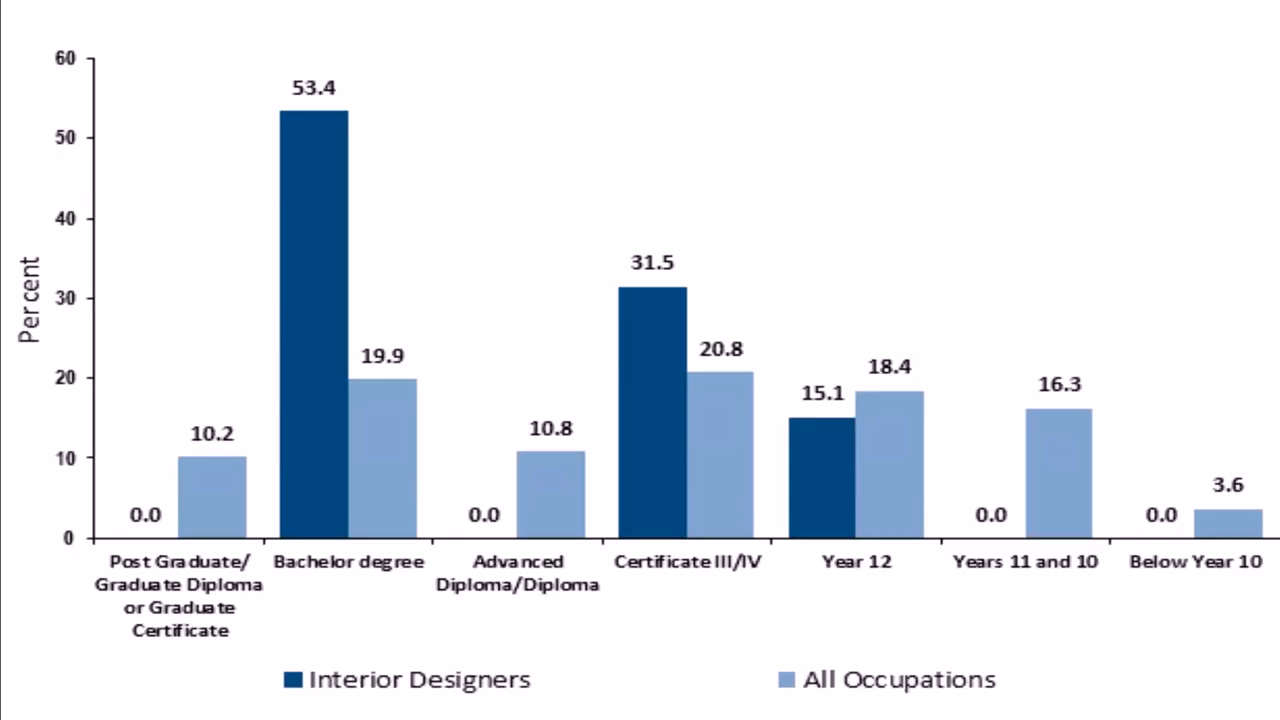 60
53.4
50
40
Per cent
31.5
30
19.9
20.8
20
18.4
15.1
16.3
10.2
10.8
10
0.0
0.0
0.0
0.0
3.6
0
Post Graduate/
Graduate Diploma
or Graduate
Certificate
Bachelor degree
Advanced
Diploma/Diploma
Certificate III/IV
Year 12
Years 11 and 10
Below Year 10
Interior Designers
All Occupations